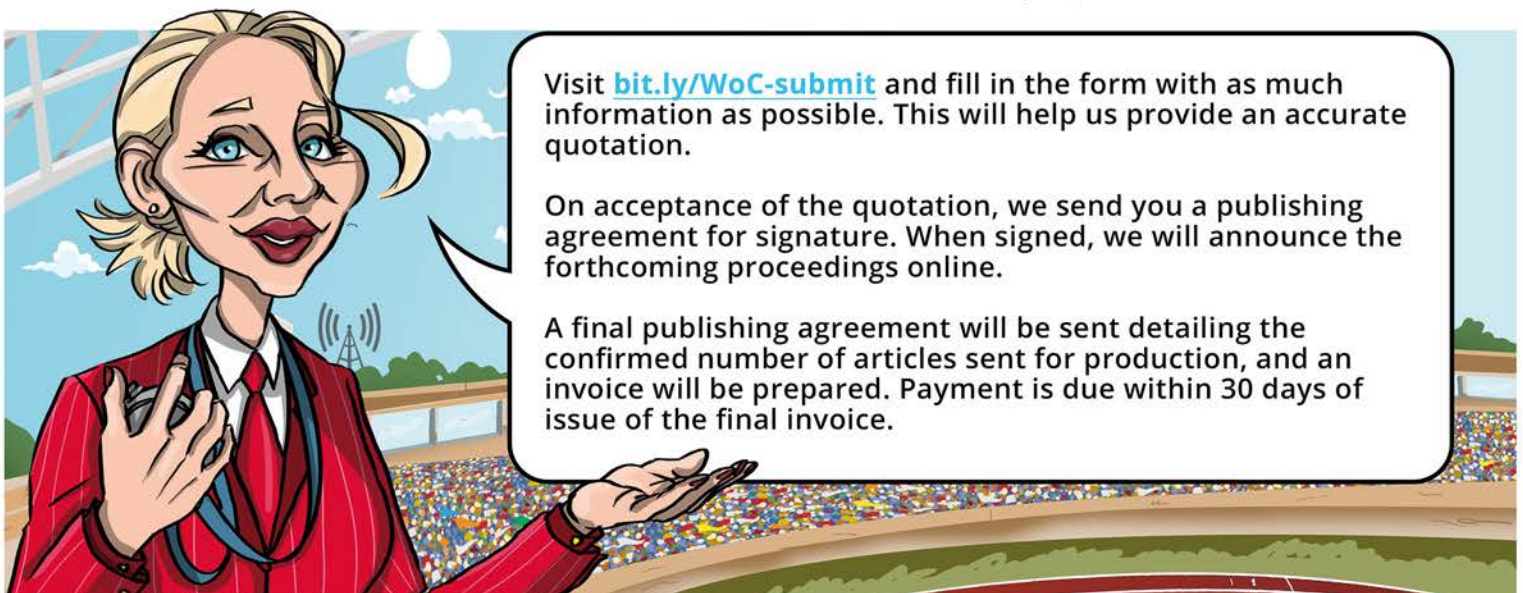 Visit bit.ly/WoC-submit and fill in the form with as much
information as possible. This will help us provide an accurate
quotation.
On acceptance of the quotation, we send you a publishing
agreement for signature. When signed, we will announce the
forthcoming proceedings online.
A final publishing agreement will be sent detailing the
confirmed number of articles sent for production, and an
invoice will be prepared. Payment is due within 30 days of
issue of the final invoice.
1